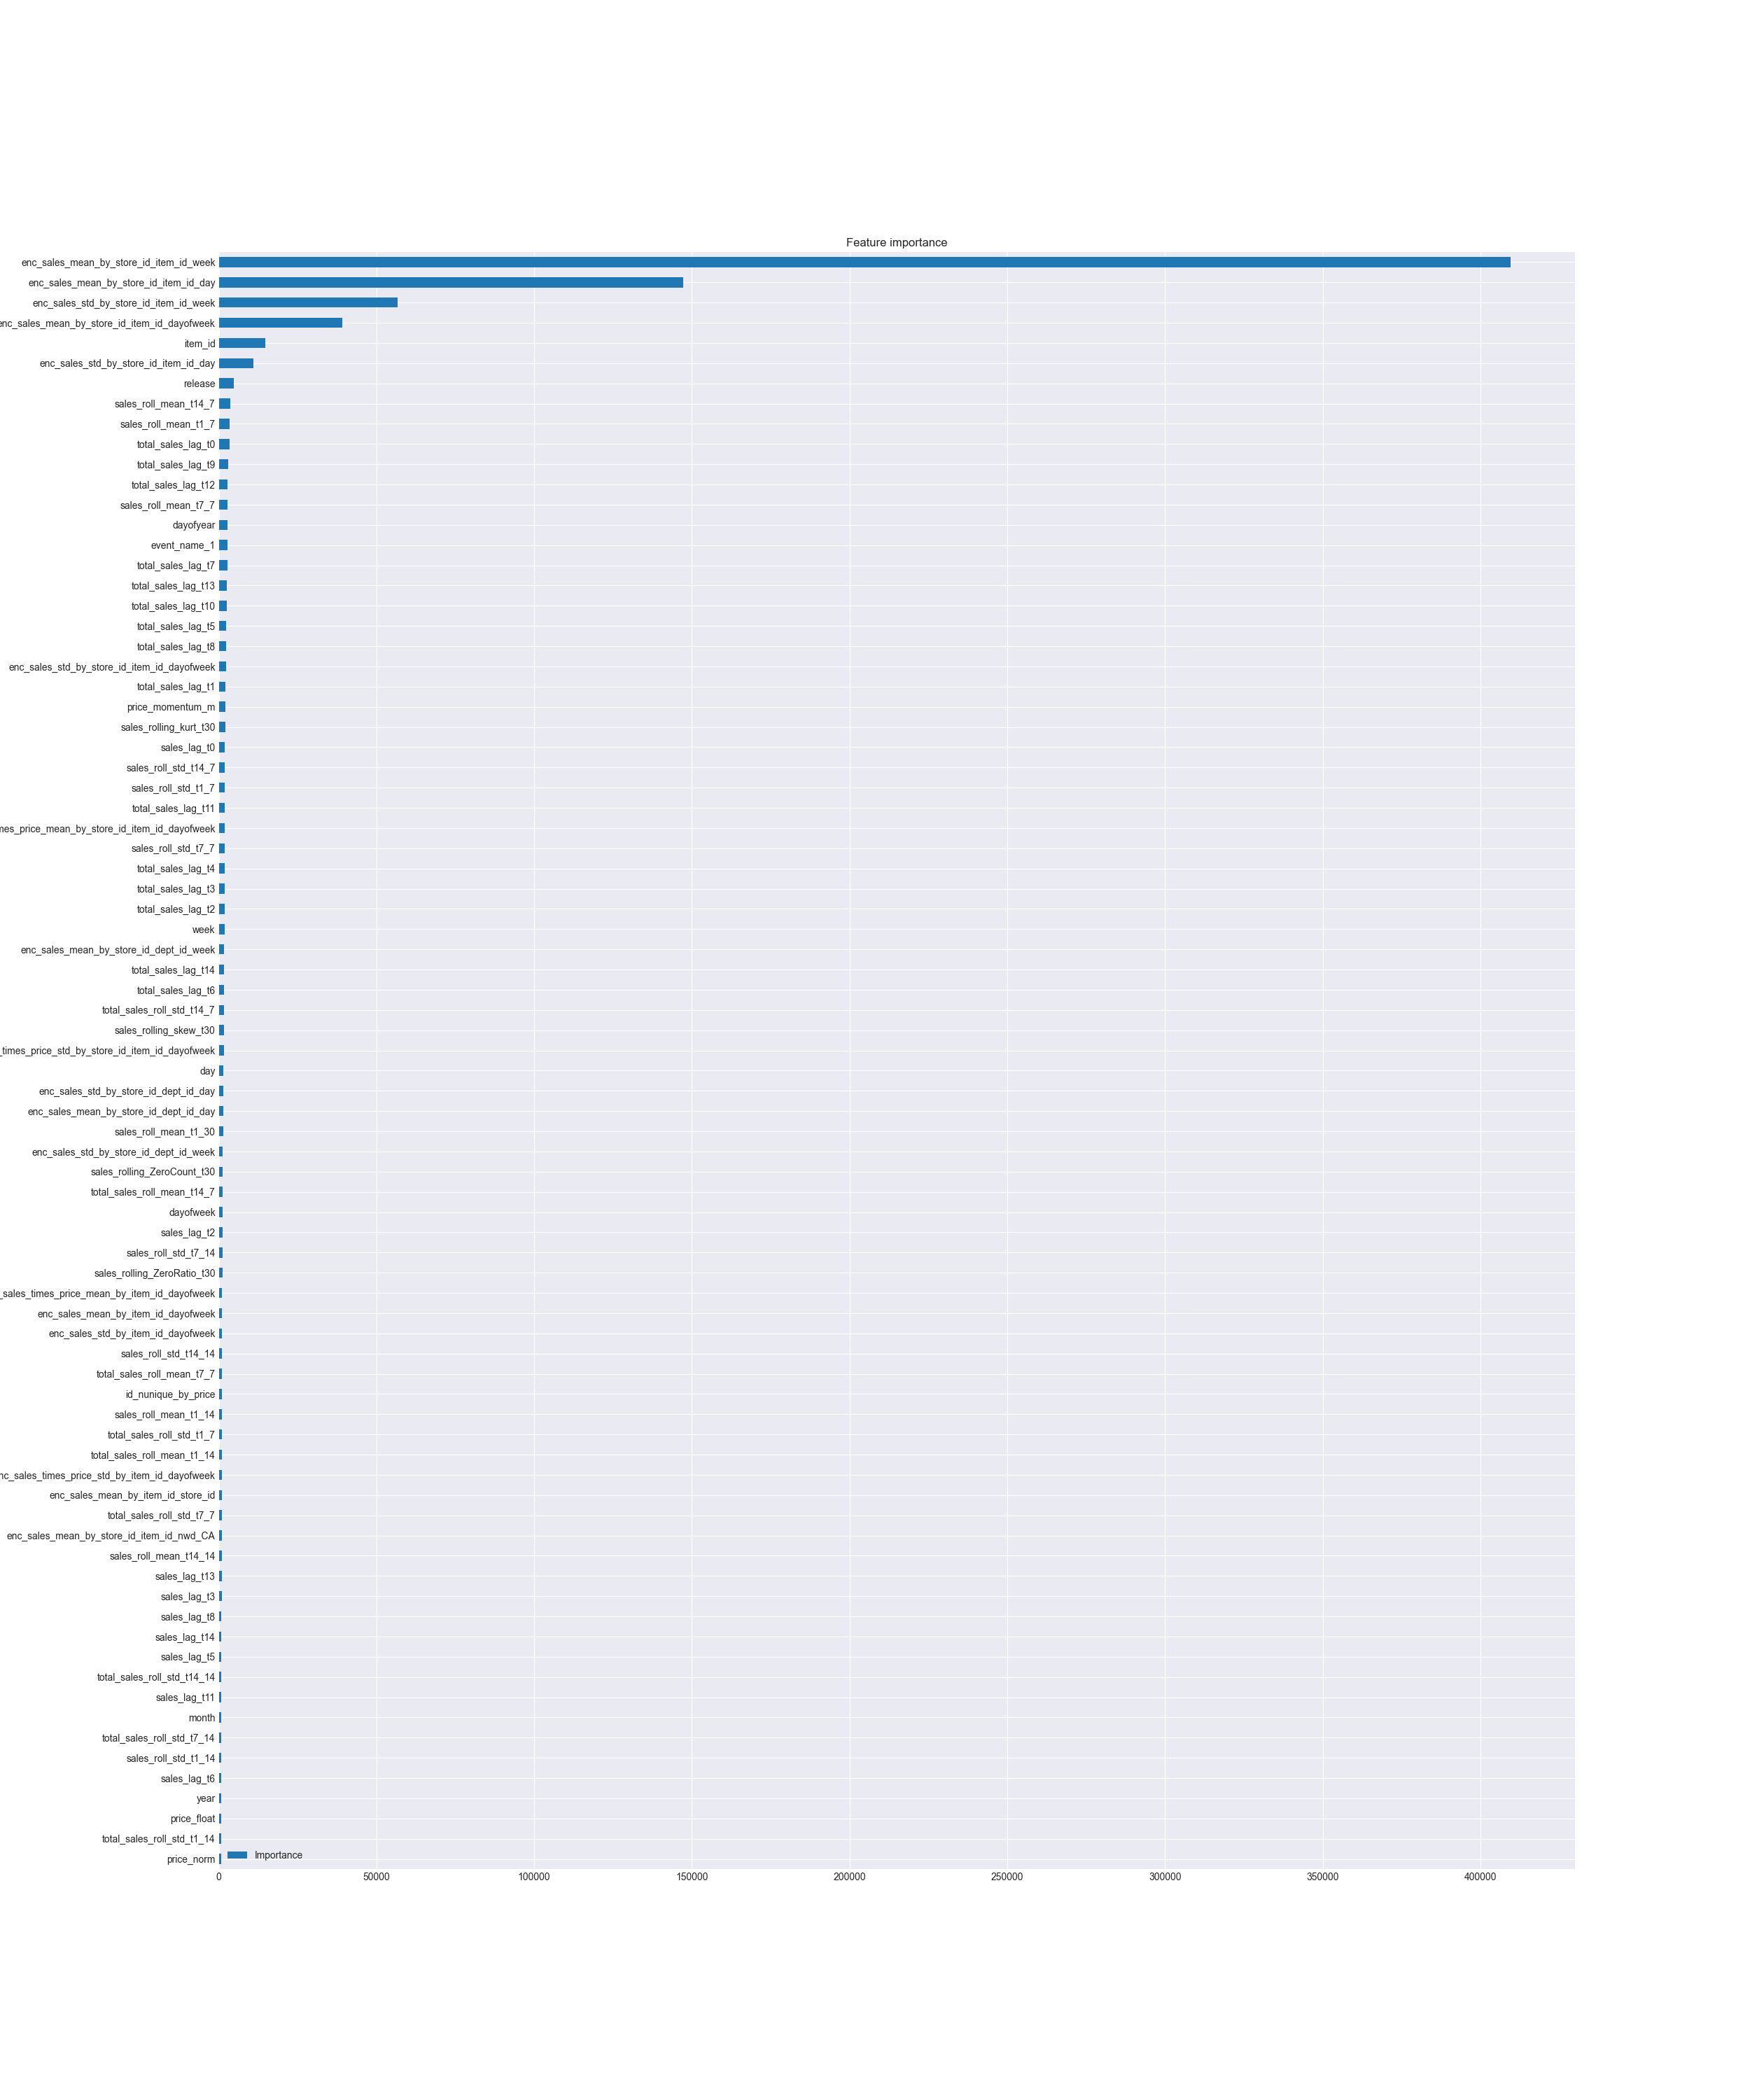 Feature importance
enc_sales_mean_by_store_id_item_id_week
enc_sales_mean_by_store_id_item_id_day
enc_sales_std_by_store_id_item_id_week
enc_sales_mean_by_store_id_item_id_dayofweek
item_id
enc_sales_std_by_store_id_item_id_day
release
sales_roll_mean_t14_7
sales_roll_mean_t1_7
total_sales_lag_t0
total_sales_lag_t9
total_sales_lag_t12
sales_roll_mean_t7_7
dayofyear
event_name_1
total_sales_lag_t7
total_sales_lag_t13
total_sales_lag_t10
total_sales_lag_t5
total_sales_lag_t8
enc_sales_std_by_store_id_item_id_dayofweek
total_sales_lag_t1
price_momentum_m
sales_rolling_kurt_t30
sales_lag_t0
sales_roll_std_t14_7
sales_roll_std_t1_7
total_sales_lag_t11
mes_price_mean_by_store_id_item_id_dayofweek
sales_roll_std_t7_7
total_sales_lag_t4
total_sales_lag_t3
total_sales_lag_t2
week
enc_sales_mean_by_store_id_dept_id_week
total_sales_lag_t14
total_sales_lag_t6
total_sales_roll_std_t14_7
sales_rolling_skew_t30
_times_price_std_by_store_id_item_id_dayofweek
day
enc_sales_std_by_store_id_dept_id_day
enc_sales_mean_by_store_id_dept_id_day
sales_roll_mean_t1_30
enc_sales_std_by_store_id_dept_id_week
sales_rolling_ZeroCount_t30
total_sales_roll_mean_t14_7
dayofweek
sales_lag_t2
sales_roll_std_t7_14
sales_rolling_ZeroRatio_t30
_sales_times_price_mean_by_item_id_dayofweek
enc_sales_mean_by_item_id_dayofweek
enc_sales_std_by_item_id_dayofweek
sales_roll_std_t14_14
total_sales_roll_mean_t7_7
id_nunique_by_price
sales_roll_mean_t1_14
total_sales_roll_std_t1_7
total_sales_roll_mean_t1_14
nc_sales_times_price_std_by_item_id_dayofweek
enc_sales_mean_by_item_id_store_id
total_sales_roll_std_t7_7
enc_sales_mean_by_store_id_item_id_nwd_CA
sales_roll_mean_t14_14
sales_lag_t13
sales_lag_t3
sales_lag_t8
sales_lag_t14
sales_lag_t5
total_sales_roll_std_t14_14
sales_lag_t11
month
total_sales_roll_std_t7_14
sales_roll_std_t1_14
sales_lag_t6
year
price_float
total_sales_roll_std_t1_14
price_norm
Importance
0 50000 100000 150000 200000 250000 300000 350000 400000